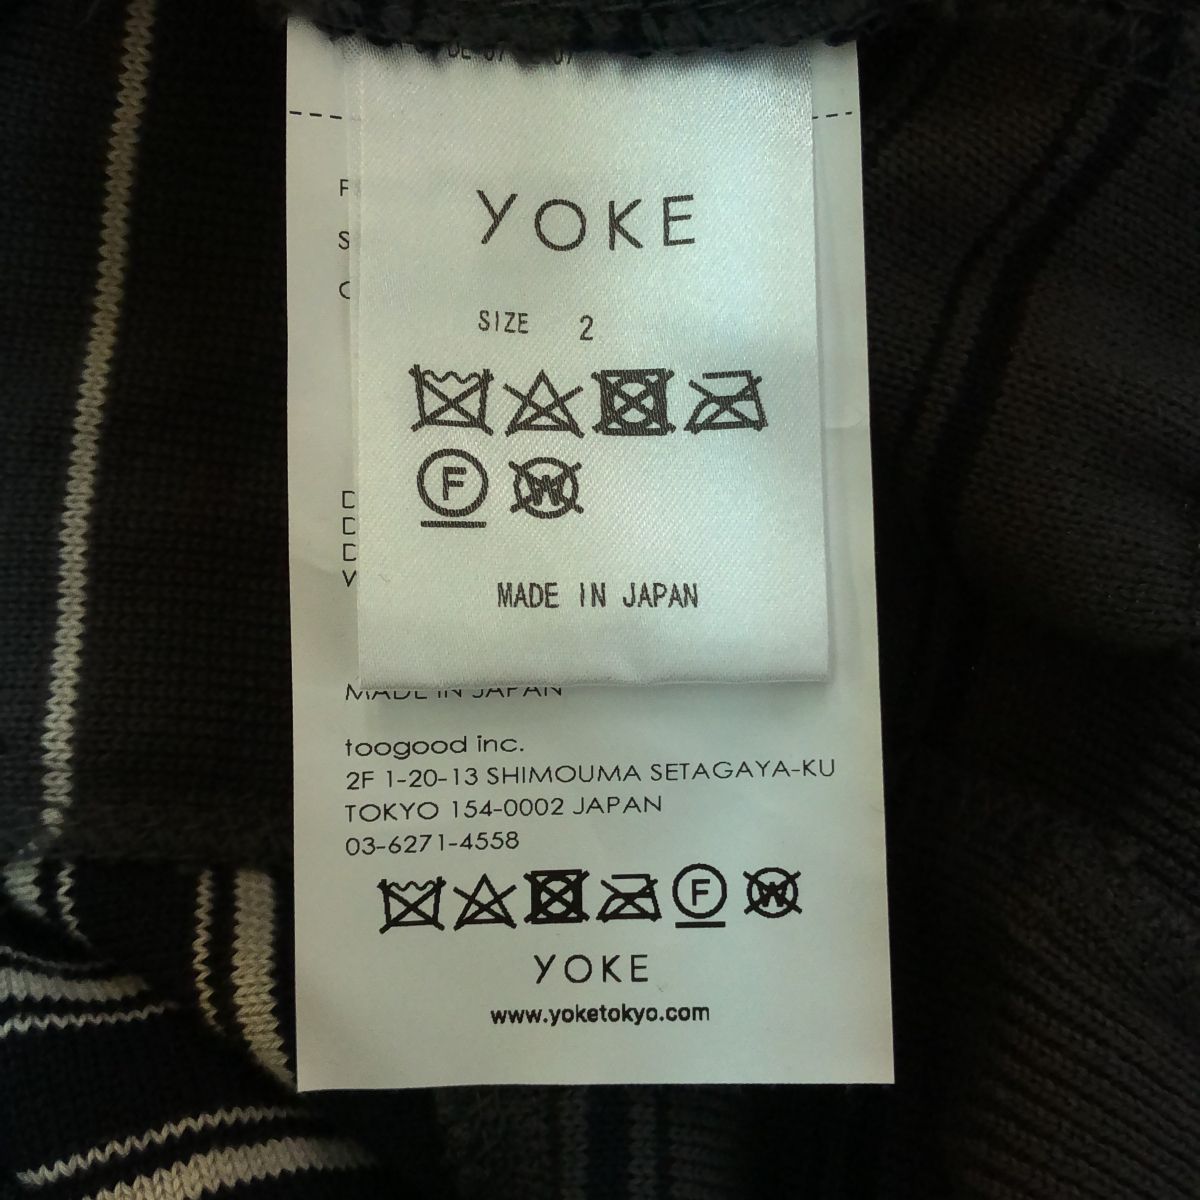 YOKE
SIZE 2
F
W
MADE IN JAPAN
MADE IN JAPAN
toogood inc.
2F 1-20-13 SHIMOUMA SETAGAYA-KU
TOKYO 154-0002 JAPAN
03-6271-4558
F
W
YOKE
www.yoketokyo.com